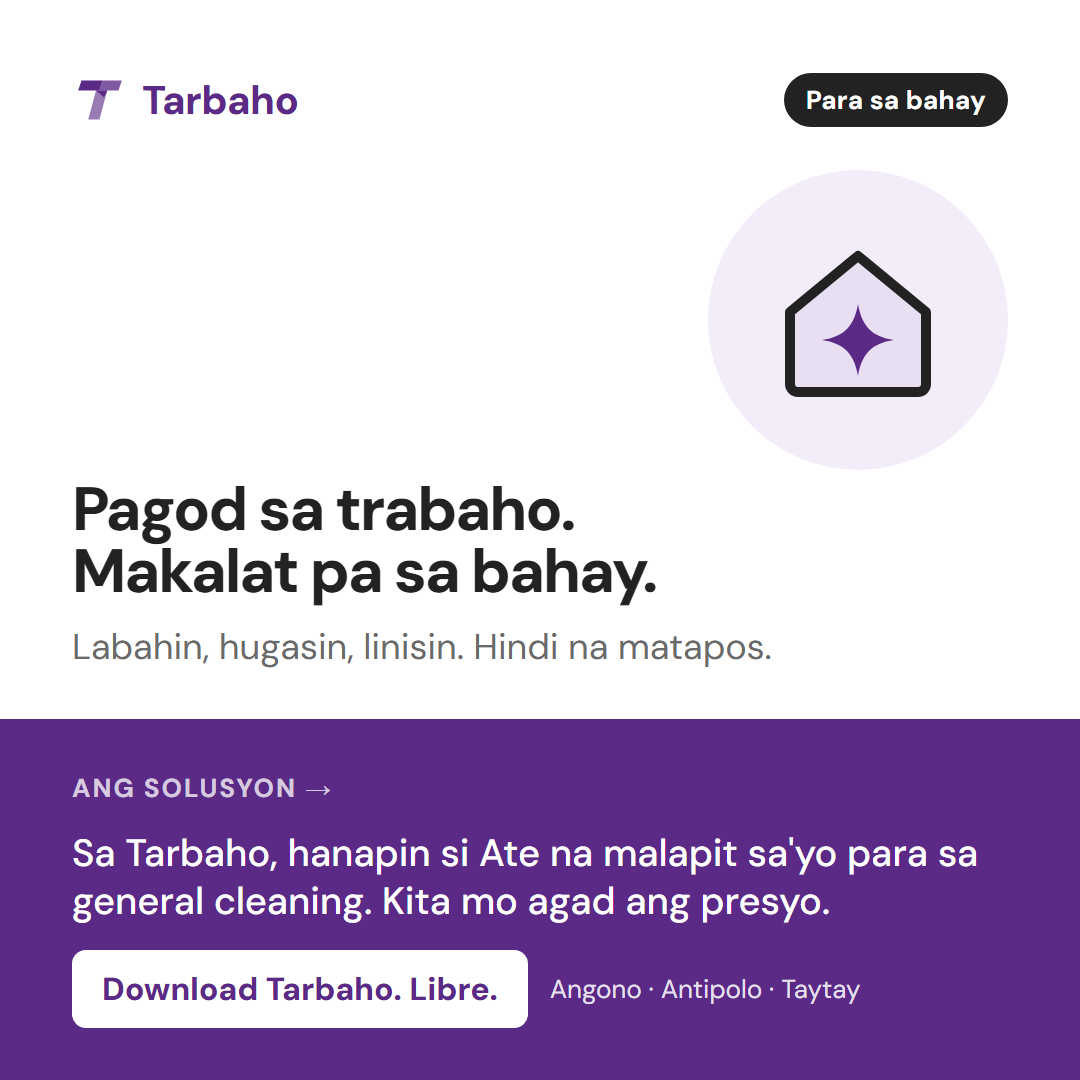 Tarbaho
Para sa bahay
Pagod sa trabaho.
Makalat pa sa bahay.
Labahin, hugasin, linisin. Hindi na matapos.
ANG SOLUSYON →
Sa Tarbaho, hanapin si Ate na malapit sa'yo para sa
general cleaning. Kita mo agad ang presyo.
Download Tarbaho. Libre.
Angono · Antipolo · Taytay